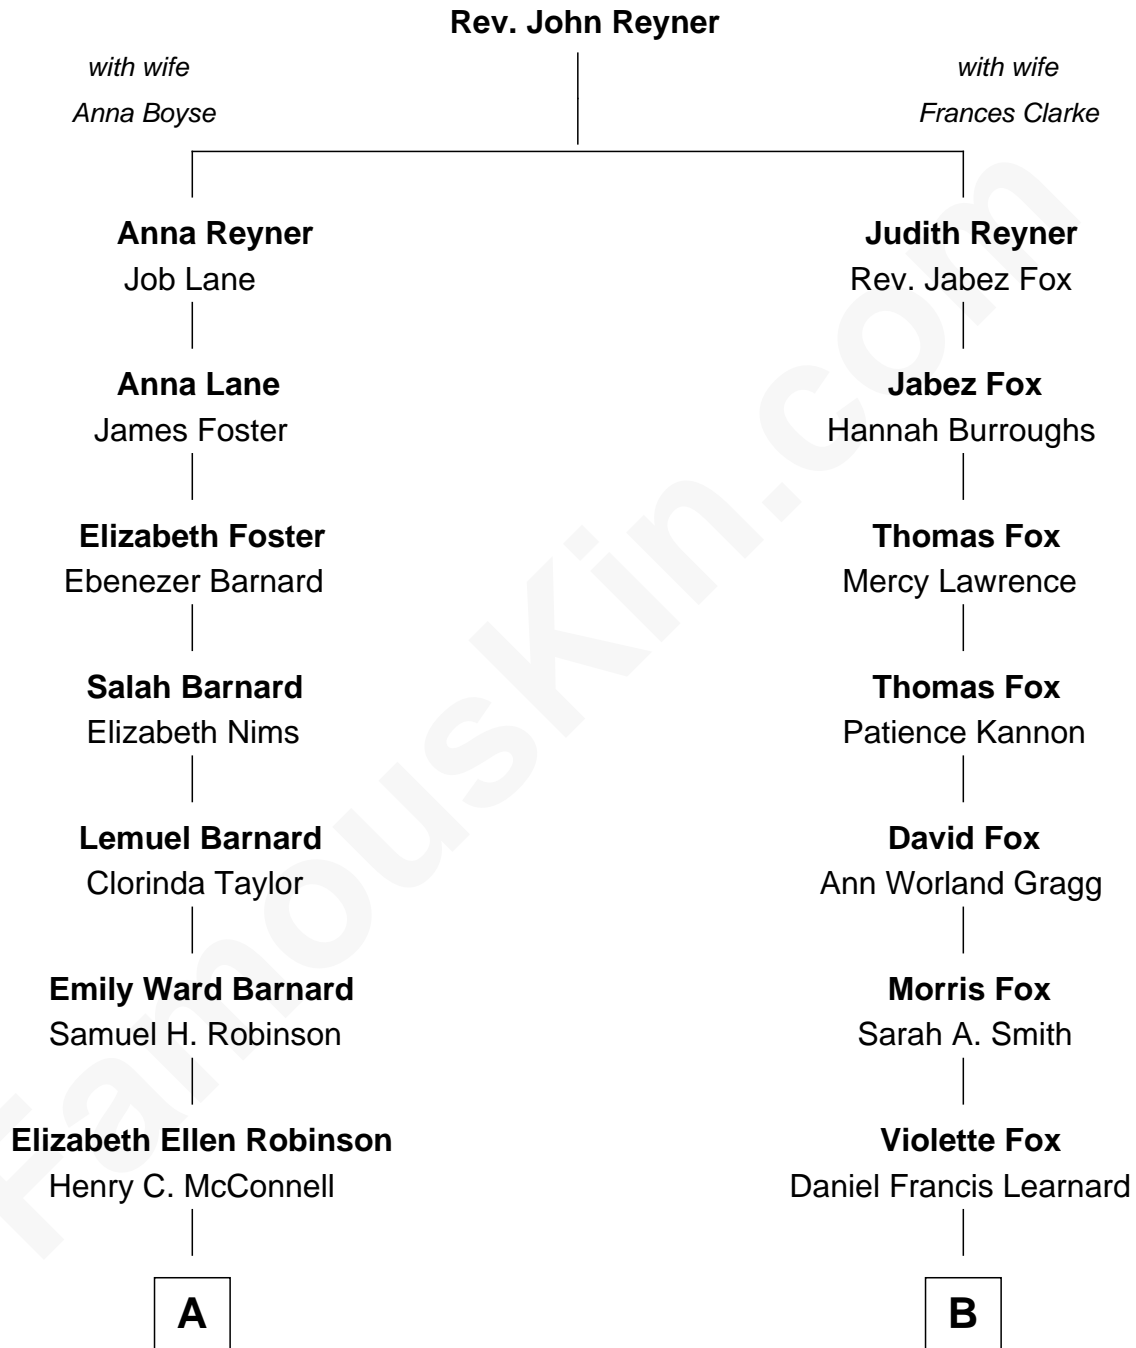 Rev. John Reyner
with wife
Anna Boyse
with wife
Frances Clarke
Anna Reyner
Job Lane
Judith Reyner
Rev. Jabez Fox
Anna Lane
James Foster
Jabez Fox
Hannah Burroughs
Elizabeth Foster
Ebenezer Barnard
Thomas Fox
Mercy Lawrence
Salah Barnard
Elizabeth Nims
Thomas Fox
Patience Kannon
Lemuel Barnard
Clorinda Taylor
David Fox
Ann Worland Gragg
Emily Ward Barnard
Samuel H. Robinson
Morris Fox
Sarah A. Smith
Elizabeth Ellen Robinson
Henry C. McConnell
Violette Fox
Daniel Francis Learnard
A
B
FamousKin.com